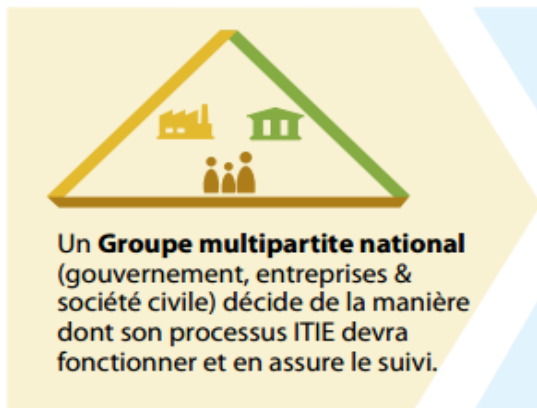 Un Groupe multipartite national
(gouvernement, entreprises &
société civile) décide de la manière
dont son processus ITIE devra
fonctionner et en assure le suivi.